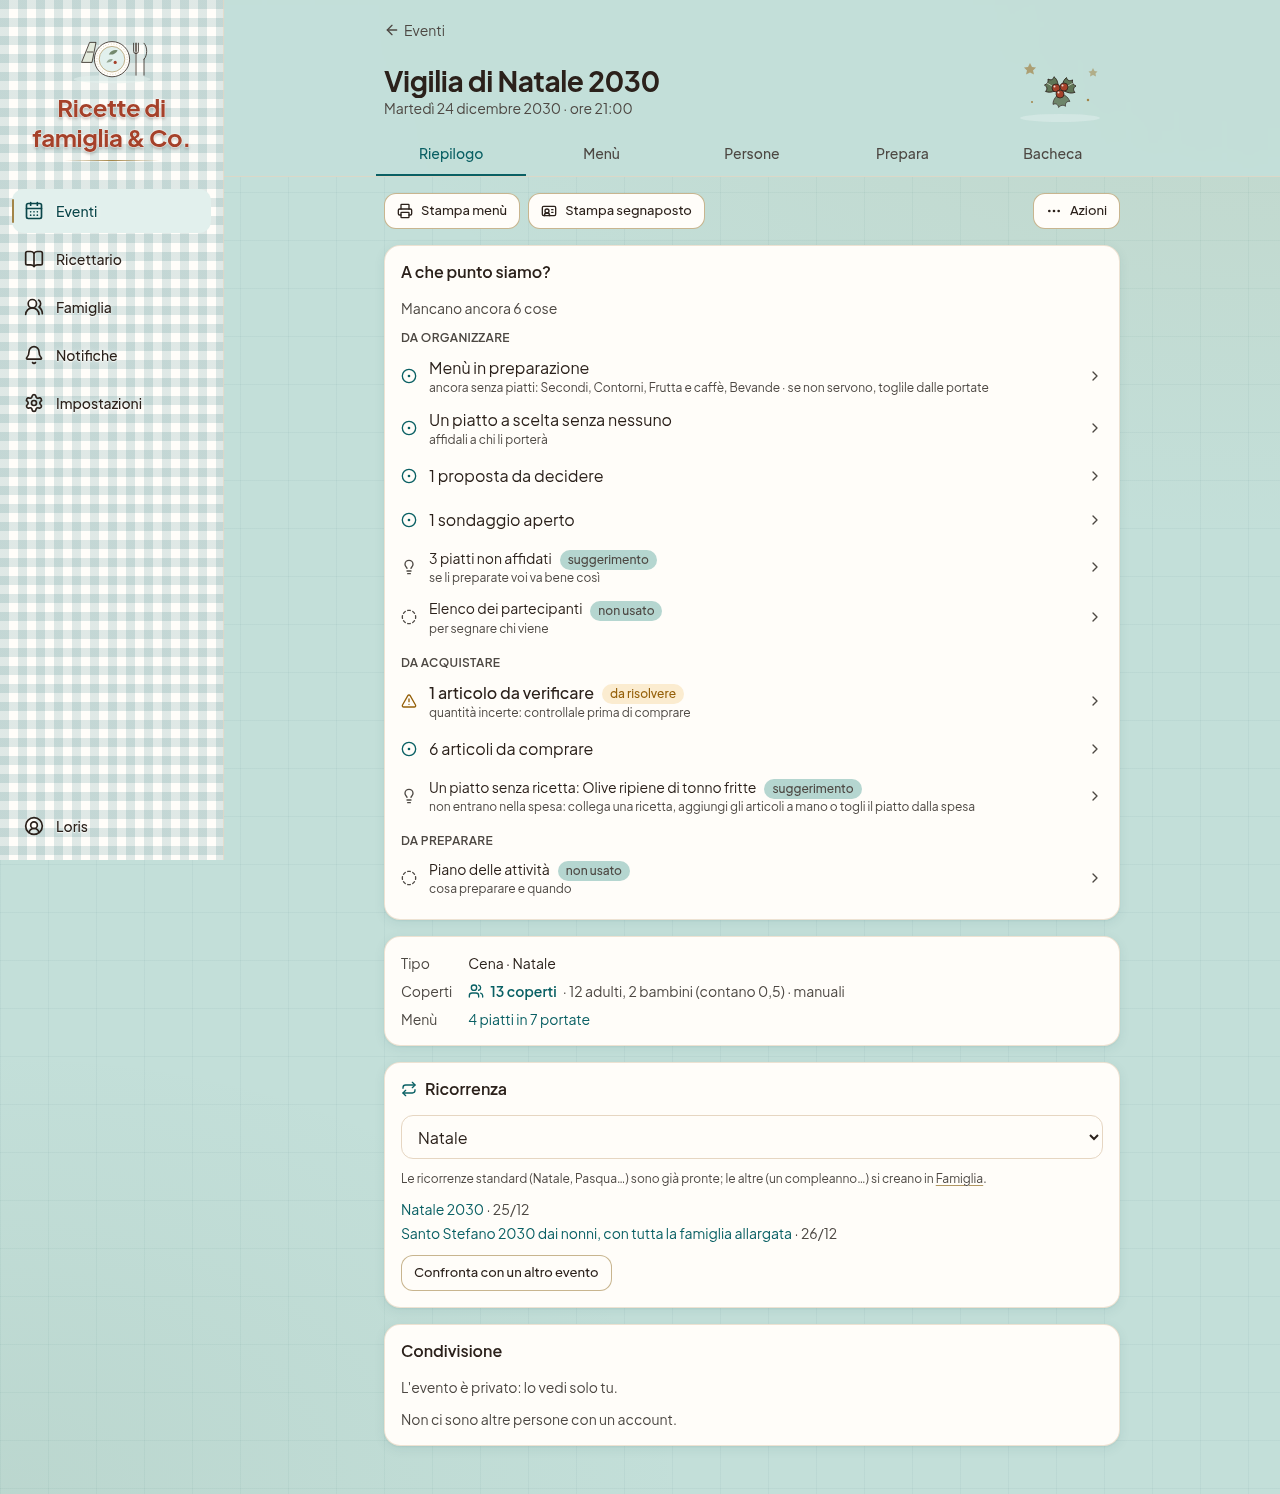 Ricette di
famiglia & Co.
Eventi
Ricettario
Famiglia
Notifiche
Impostazioni
Loris
Eventi
Vigilia di Natale 2030
Martedì 24 dicembre 2030 · ore 21:00
Riepilogo Menù Persone Prepara Bacheca
Stampa menù Stampa segnaposto Azioni
A che punto siamo?
Mancano ancora 6 cose
DA ORGANIZZARE
Menù in preparazione
ancora senza piatti: Secondi, Contorni, Frutta e caffè, Bevande · se non servono, toglile dalle portate
Un piatto a scelta senza nessuno
affidali a chi li porterà
1 proposta da decidere
1 sondaggio aperto
3 piatti non affidati suggerimento
se li preparate voi va bene così
Elenco dei partecipanti non usato
per segnare chi viene
DA ACQUISTARE
1 articolo da verificare da risolvere
quantità incerte: controllale prima di comprare
6 articoli da comprare
Un piatto senza ricetta: Olive ripiene di tonno fritte suggerimento
non entrano nella spesa: collega una ricetta, aggiungi gli articoli a mano o togli il piatto dalla spesa
DA PREPARARE
Piano delle attività non usato
cosa preparare e quando
Tipo Cena · Natale
Coperti 13 coperti · 12 adulti, 2 bambini (contano 0,5) · manuali
Menù 4 piatti in 7 portate
Ricorrenza
Natale
Le ricorrenze standard (Natale, Pasqua…) sono già pronte; le altre (un compleanno…) si creano in Famiglia.
Natale 2030 · 25/12
Santo Stefano 2030 dai nonni, con tutta la famiglia allargata · 26/12
Confronta con un altro evento
Condivisione
L'evento è privato: lo vedi solo tu.
Non ci sono altre persone con un account.